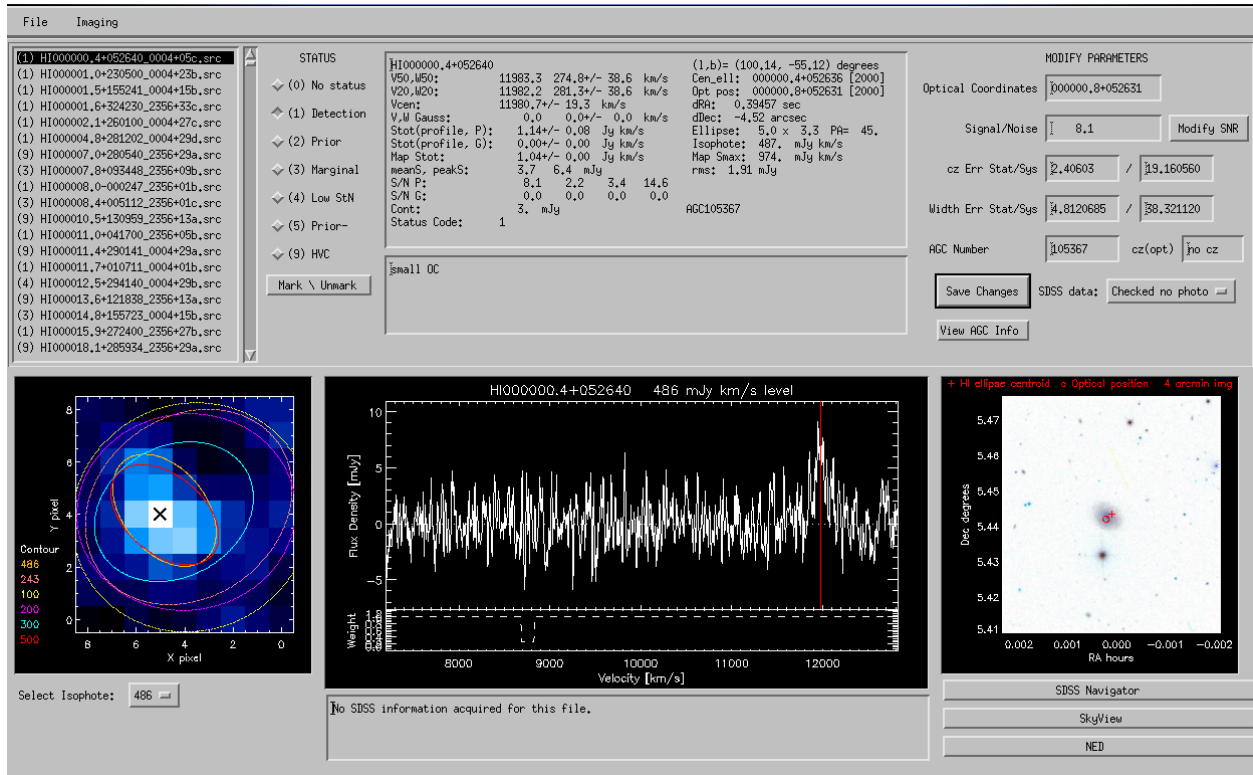 File Imaging
(1) HI000000.4+052640_0004+05c.src
(1) HI000001.0+230500_0004+23b.src
(1) HI000001.5+155241_0004+15b.src
(1) HI000001.6+324230_2356+33c.src
(1) HI000002.1+260100_0004+27c.src
(1) HI000004.8+281202_0004+29d.src
(9) HI000007.0+280540_2356+29a.src
(3) HI000007.8+093448_2356+09b.src
(1) HI000008.0-000247_2356+01b.src
(3) HI000008.4+005112_2356+01c.src
(9) HI000010.5+130959_2356+13a.src
(1) HI000011.0+041700_2356+05b.src
(9) HI000011.4+290141_0004+29a.src
(1) HI000011.7+010711_0004+01b.src
(4) HI000012.5+294140_0004+29b.src
(9) HI000013.6+121838_2356+13a.src
(3) HI000014.8+155723_0004+15b.src
(1) HI000015.9+272400_2356+27b.src
(9) HI000018.1+285934_2356+29a.src
STATUS
(0) No status
(1) Detection
(2) Prior
(3) Marginal
(4) Low StN
(5) Prior-
(9) HVC
Mark \ Unmark
HI000000.4+052640 (l,b)= (100.14, -55.12) degrees
V50,W50: 11983.3 274.8+/- 38.6 km/s Cen_ell: 000000.4+052636 [2000]
V20,W20: 11982.2 281.3+/- 38.6 km/s Opt pos: 000000.8+052631 [2000]
Vcen: 11980.7+/- 19.3 km/s dRA: 0.39457 sec
V,W Gauss: 0.0 0.0+/- 0.0 km/s dDec: -4.52 arcsec
Stot(profile, P): 1.14+/- 0.08 Jy km/s Ellipse: 5.0 x 3.3 PA= 45.
Stot(profile, G): 0.00+/- 0.00 Jy km/s Isophote: 487. mJy km/s
Map Stot: 1.04+/- 0.00 Jy km/s Map Smax: 974. mJy km/s
meanS, peakS: 3.7 6.4 mJy rms: 1.91 mJy
S/N P: 8.1 2.2 3.4 14.6
S/N G: 0.0 0.0 0.0 0.0
Cont: 3. mJy AGC105367
Status Code: 1
small OC
MODIFY PARAMETERS
Optical Coordinates 000000.8+052631
Signal/Noise 8.1 Modify SNR
cz Err Stat/Sys 2.40603 / 19.160560
Width Err Stat/Sys 4.8120685 / 38.321120
AGC Number 105367 cz(opt) no cz
Save Changes SDSS data: Checked no photo
View AGC Info
8
6
4
2
0
Y pixel
Contour
486
243
100
200
300
500
8 6 4 2 0
X pixel
Select Isophote: 486
HI000000.4+052640 486 mJy km/s level
10
5
0
-5
Flux Density [mJy]
Weight
8000 9000 10000 11000 12000
Velocity [km/s]
No SDSS information acquired for this file.
+ HI ellipse centroid o Optical position 4 arcmin img
5.47
5.46
5.45
5.44
5.43
5.42
5.41
Dec degrees
0.002 0.001 0.000 -0.001 -0.002
RA hours
SDSS Navigator
SkyView
NED